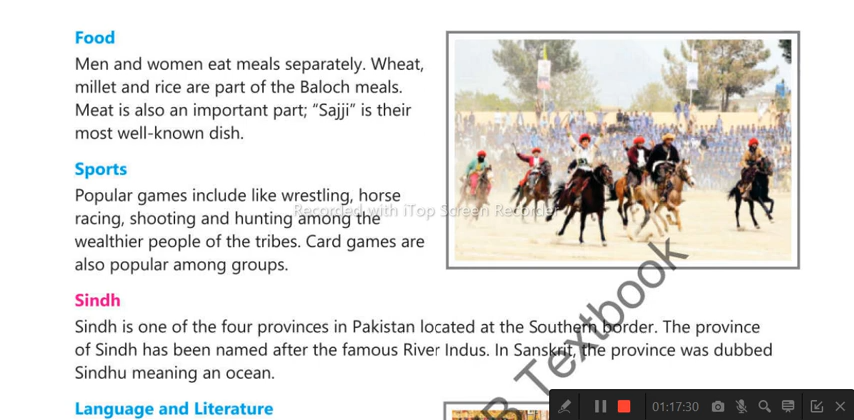 Food
Men and women eat meals separately. Wheat,
millet and rice are part of the Baloch meals.
Meat is also an important part; “Sajji” is their
most well-known dish.
Sports
Popular games include like wrestling, horse
racing, shooting and hunting among the
wealthier people of the tribes. Card games are
also popular among groups.
Recorded with iTop Screen Recorder
Sindh
Sindh is one of the four provinces in Pakistan located at the Southern border. The province
of Sindh has been named after the famous River Indus. In Sanskrit, the province was dubbed
Sindhu meaning an ocean.
B Textbook
Language and Literature
01:17:30